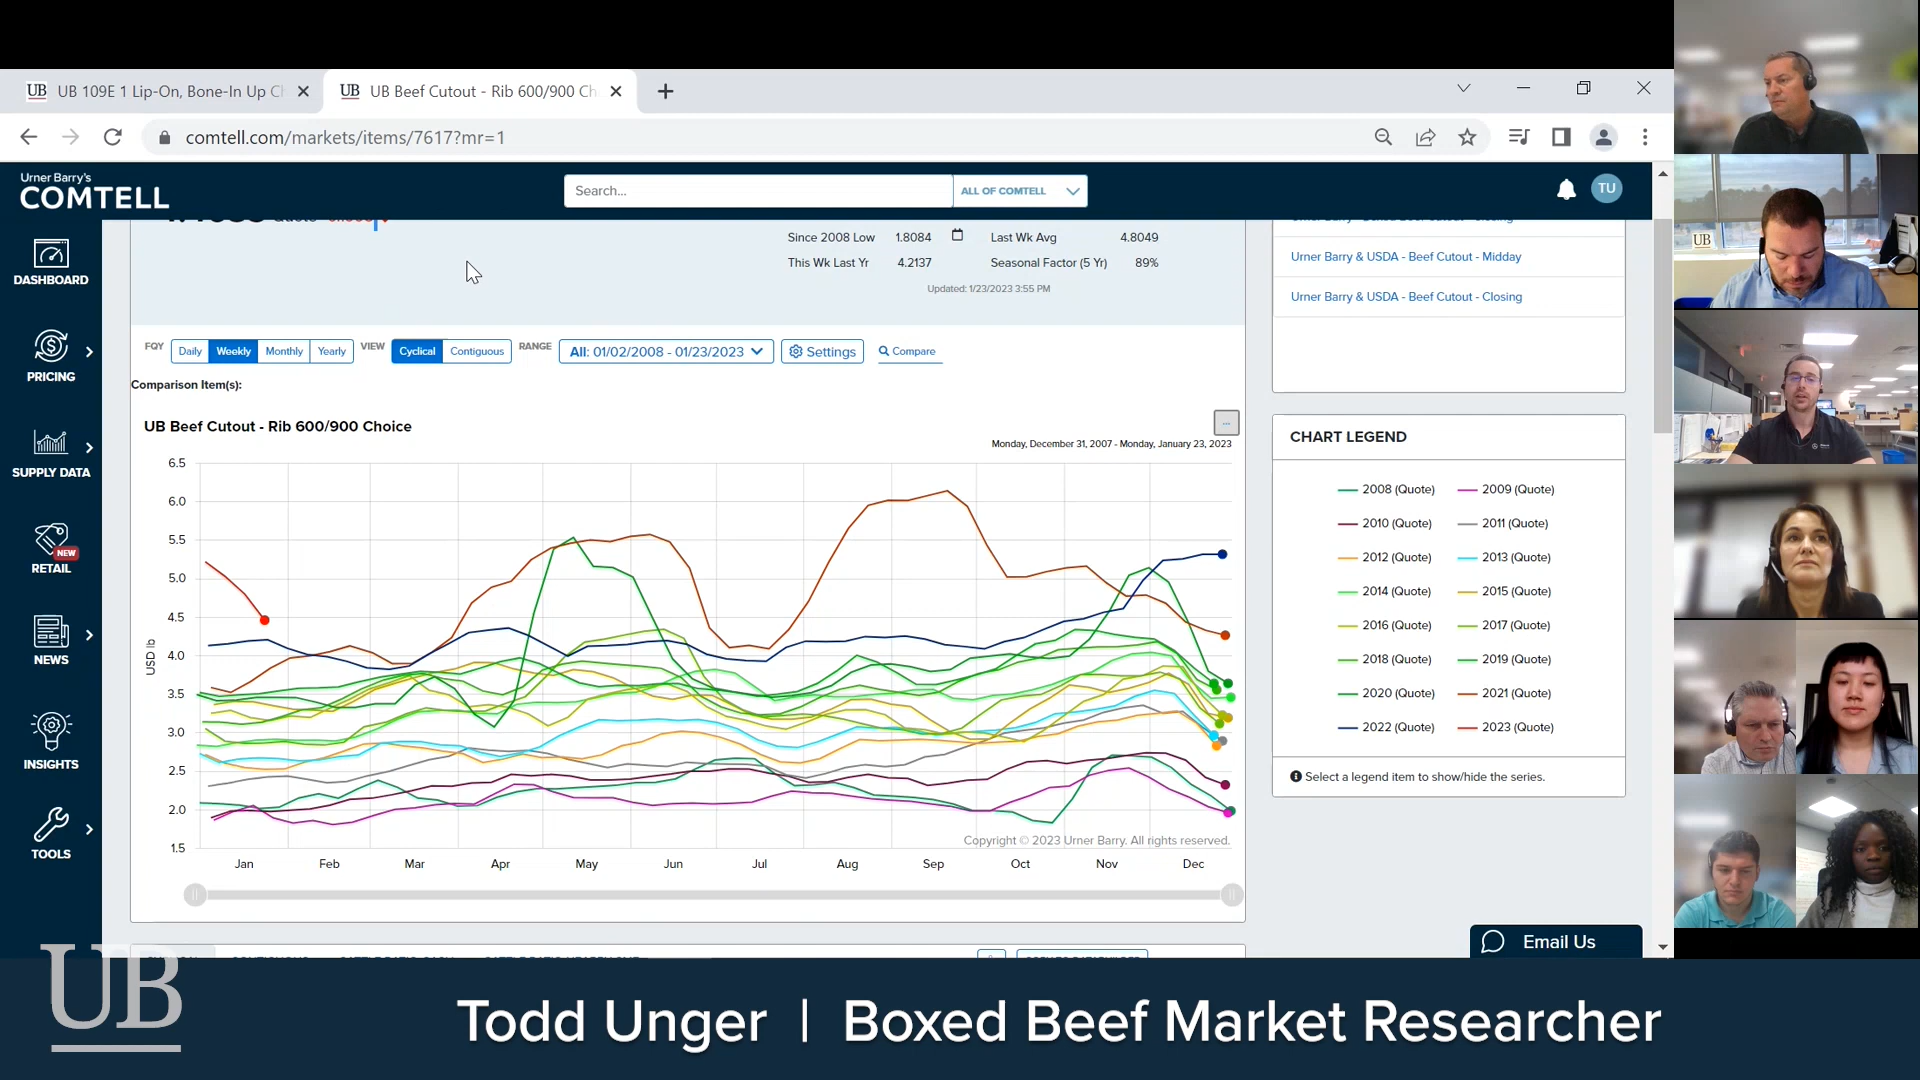 UB UB 109E 1 Lip-On, Bone-In Up Ch
UB UB Beef Cutout - Rib 600/900 Ch
comtell.com/markets/items/7617?mr=1
Urner Barry's
COMTELL
Search...
ALL OF COMTELL
TU
DASHBOARD
PRICING
SUPPLY DATA
NEW
RETAIL
NEWS
INSIGHTS
TOOLS
Since 2008 Low 1.8084 Last Wk Avg 4.8049
This Wk Last Yr 4.2137 Seasonal Factor (5 Yr) 89%
Updated: 1/23/2023 3:55 PM
Urner Barry & USDA - Beef Cutout - Midday
Urner Barry & USDA - Beef Cutout - Closing
FQY Daily Weekly Monthly Yearly VIEW Cyclical Contiguous RANGE All: 01/02/2008 - 01/23/2023 Settings Compare
Comparison Item(s):
UB Beef Cutout - Rib 600/900 Choice
...
Monday, December 31, 2007 - Monday, January 23, 2023
6.5
6.0
5.5
5.0
4.5
4.0
3.5
3.0
2.5
2.0
1.5
USD lb
Copyright © 2023 Urner Barry. All rights reserved.
Jan Feb Mar Apr May Jun Jul Aug Sep Oct Nov Dec
CHART LEGEND
2008 (Quote) 2009 (Quote)
2010 (Quote) 2011 (Quote)
2012 (Quote) 2013 (Quote)
2014 (Quote) 2015 (Quote)
2016 (Quote) 2017 (Quote)
2018 (Quote) 2019 (Quote)
2020 (Quote) 2021 (Quote)
2022 (Quote) 2023 (Quote)
Select a legend item to show/hide the series.
Email Us
UB
UB
Todd Unger | Boxed Beef Market Researcher